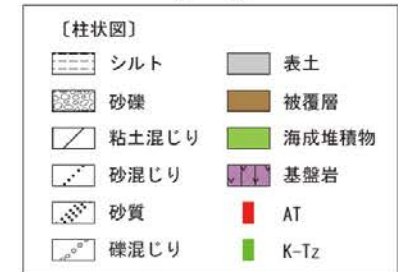 〔柱状図〕
シルト 表土
砂礫 被覆層
粘土混じり 海成堆積物
砂混じり 基盤岩
砂質 AT
礫混じり K-Tz